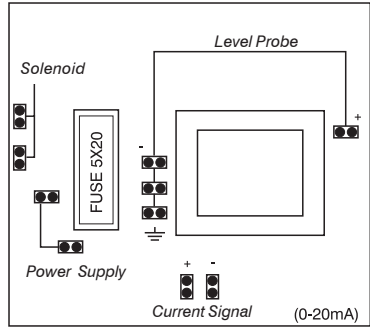 Level Probe
Solenoid
+
-
FUSE 5X20
Power Supply
+ -
Current Signal
(0-20mA)